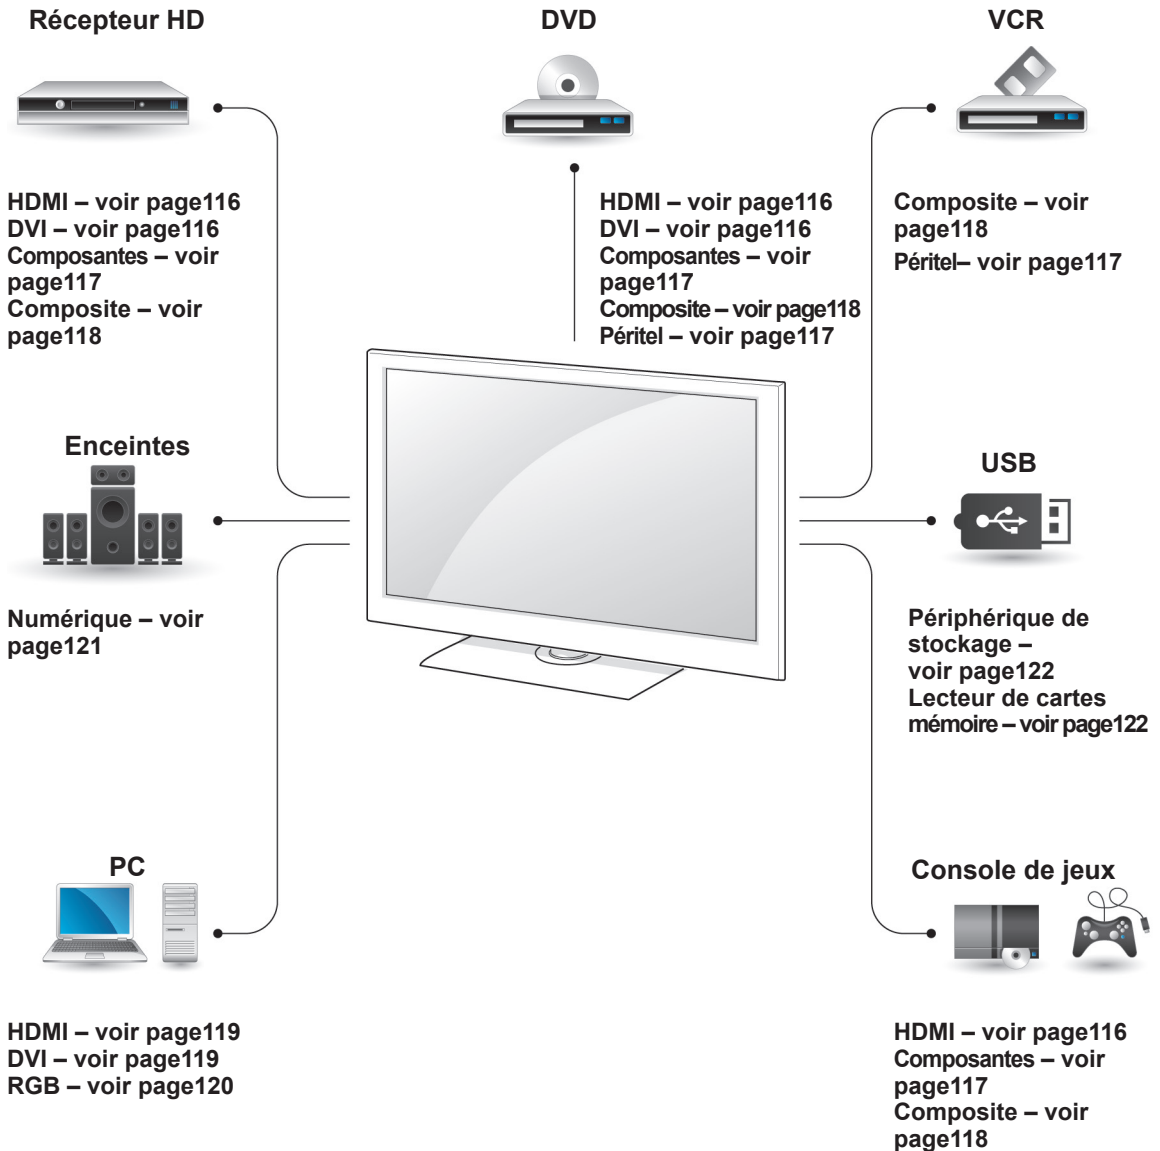 Récepteur HD
HDMI – voir page116
DVI – voir page116
Composantes – voir
page117
Composite – voir
page118
DVD
HDMI – voir page116
DVI – voir page116
Composantes – voir
page117
Composite – voir page118
Péritel – voir page117
VCR
Composite – voir
page118
Péritel– voir page117
Enceintes
Numérique – voir
page121
USB
Périphérique de
stockage –
voir page122
Lecteur de cartes
mémoire – voir page122
PC
HDMI – voir page119
DVI – voir page119
RGB – voir page120
Console de jeux
HDMI – voir page116
Composantes – voir
page117
Composite – voir
page118